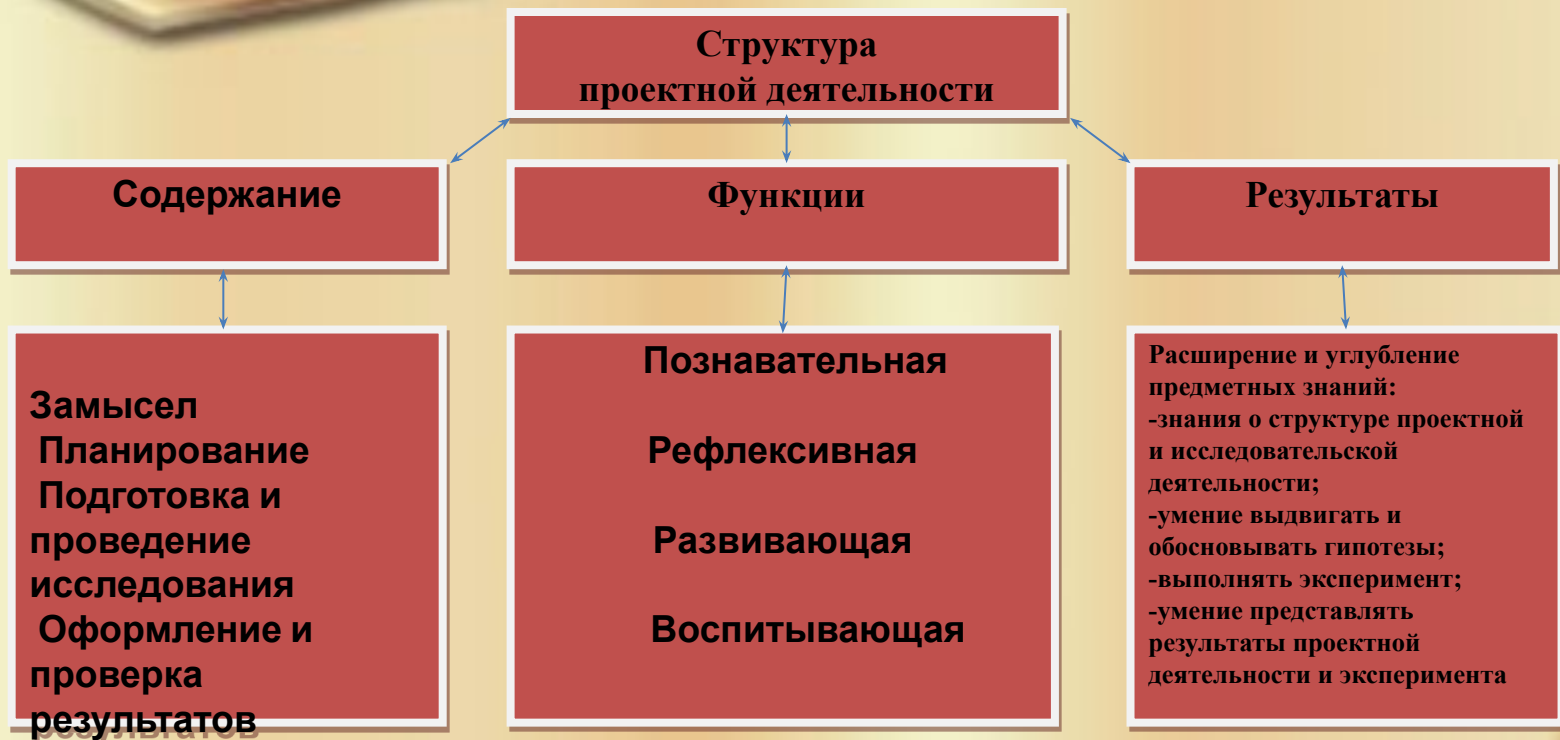 Структура
проектной деятельности
Содержание
Функции
Результаты
Замысел
Планирование
Подготовка и
проведение
исследования
Оформление и
проверка
результатов
Познавательная
Рефлексивная
Развивающая
Воспитывающая
Расширение и углубление
предметных знаний:
-знания о структуре проектной
и исследовательской
деятельности;
-умение выдвигать и
обосновывать гипотезы;
-выполнять эксперимент;
-умение представлять
результаты проектной
деятельности и эксперимента